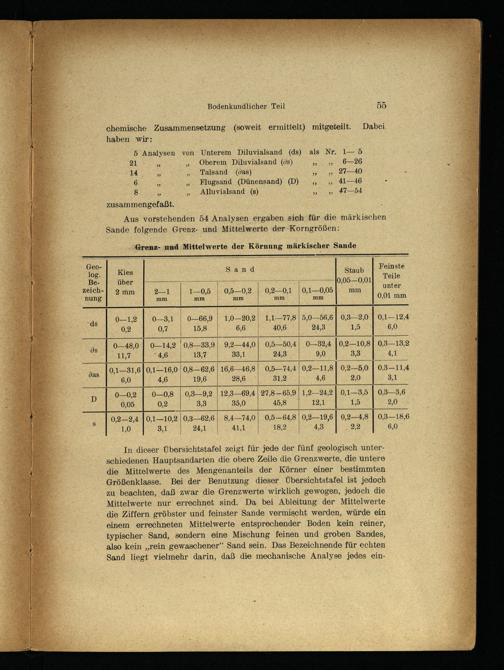 Bodenkundlicher Teil 55
chemische Zusammensetzung (soweit ermittelt) mitgeteilt. Dabei
haben wir:
5 Analysen von Unterem Diluvialsand (ds) als Nr. 1— 5
21 „ „ Oberem Diluvialsand (∂s) „ „ 6—26
14 „ „ Talsand (∂as) „ „ 27—40
6 „ „ Flugsand (Dünensand) (D) „ „ 41—46
8 „ „ Alluvialsand (s) „ „ 47—54
zusammengefaßt.
Aus vorstehenden 54 Analysen ergaben sich für die märkischen
Sande folgende Grenz- und Mittelwerte der Korngrößen:
Grenz- und Mittelwerte der Körnung märkischer Sande
Geo-
log.
Be-
zeich-
nung
Kies
über
2 mm
Sand
2—1
mm
1—0,5
mm
0,5—0,2
mm
0,2—0,1
mm
0,1—0,05
mm
Staub
0,05—0,01
mm
Feinste
Teile
unter
0,01 mm
ds
0—1,2 0—3,1 0—66,9 1,0—20,2 1,1—77,8 5,0—56,6 0,3—2,0 0,1—12,4
0,2 0,7 15,8 6,6 40,6 24,3 1,5 6,0
∂s
0—48,0 0—14,2 0,8—33,9 9,2—44,0 0,5—50,4 0—32,4 0,2—10,8 0,3—13,2
11,7 4,6 13,7 33,1 24,3 9,0 3,3 4,1
∂as
0,1—31,6 0,1—16,0 0,8—62,6 16,6—46,8 0,5—74,4 0,2—11,8 0,2—5,0 0,3—11,4
6,0 4,6 19,6 28,6 31,2 4,6 2,0 3,1
D
0—0,2 0—0,8 0,3—9,2 12,3—69,4 27,8—65,9 1,2—24,2 0,1—3,5 0,3—3,6
0,05 0,2 3,3 35,0 45,8 12,1 1,5 2,0
s
0,2—2,4 0,1—10,2 0,3—62,6 8,4—74,0 0,5—64,8 0,2—19,6 0,2—4,8 0,3—18,6
1,0 3,1 24,1 41,1 18,2 4,3 2,2 6,0
In dieser Übersichtstafel zeigt für jede der fünf geologisch unter-
schiedenen Hauptsandarten die obere Zeile die Grenzwerte, die untere
die Mittelwerte des Mengenanteils der Körner einer bestimmten
Größenklasse. Bei der Benutzung dieser Übersichtstafel ist jedoch
zu beachten, daß zwar die Grenzwerte wirklich gewogen, jedoch die
Mittelwerte nur errechnet sind. Da bei Ableitung der Mittelwerte
die Ziffern gröbster und feinster Sande vermischt werden, würde ein
einem errechneten Mittelwerte entsprechender Boden kein reiner,
typischer Sand, sondern eine Mischung feinen und groben Sandes,
also kein „rein gewaschener" Sand sein. Das Bezeichnende für echten
Sand liegt vielmehr darin, daß die mechanische Analyse jedes ein-